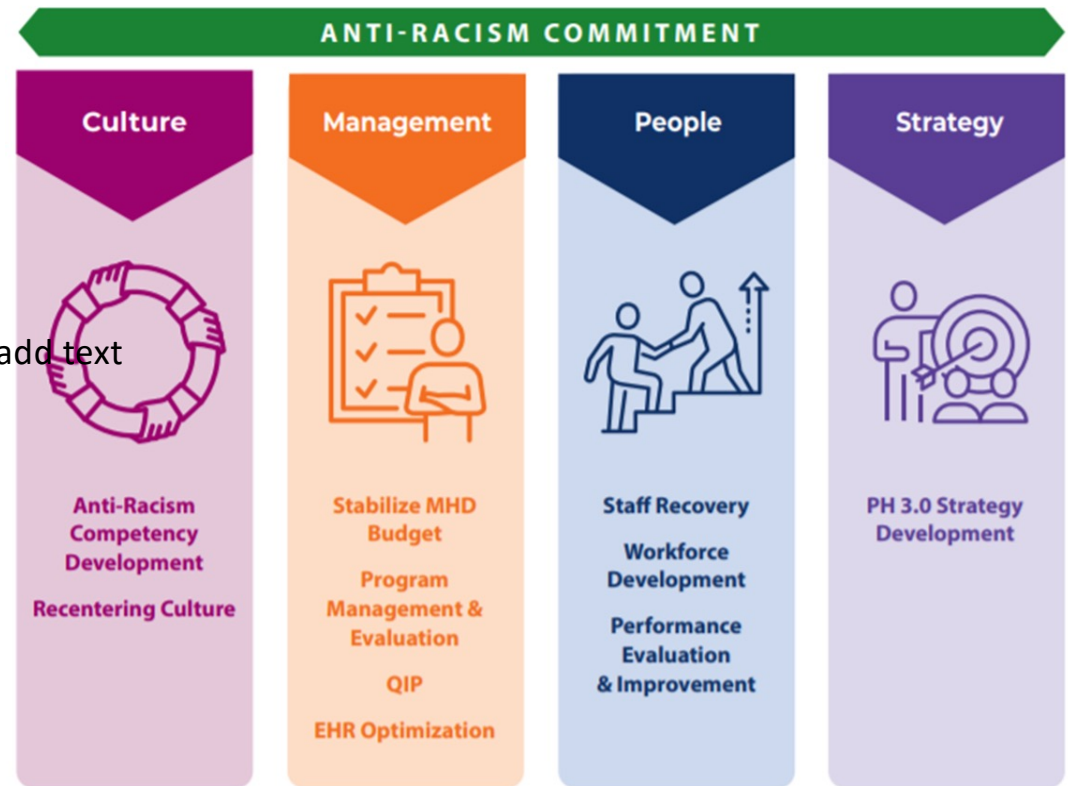 ANTI-RACISM COMMITMENT
Culture
add text
Anti-Racism
Competency
Development
Recentering Culture
Management
Stabilize MHD
Budget
Program
Management &
Evaluation
QIP
EHR Optimization
People
Staff Recovery
Workforce
Development
Performance
Evaluation
& Improvement
Strategy
PH 3.0 Strategy
Development